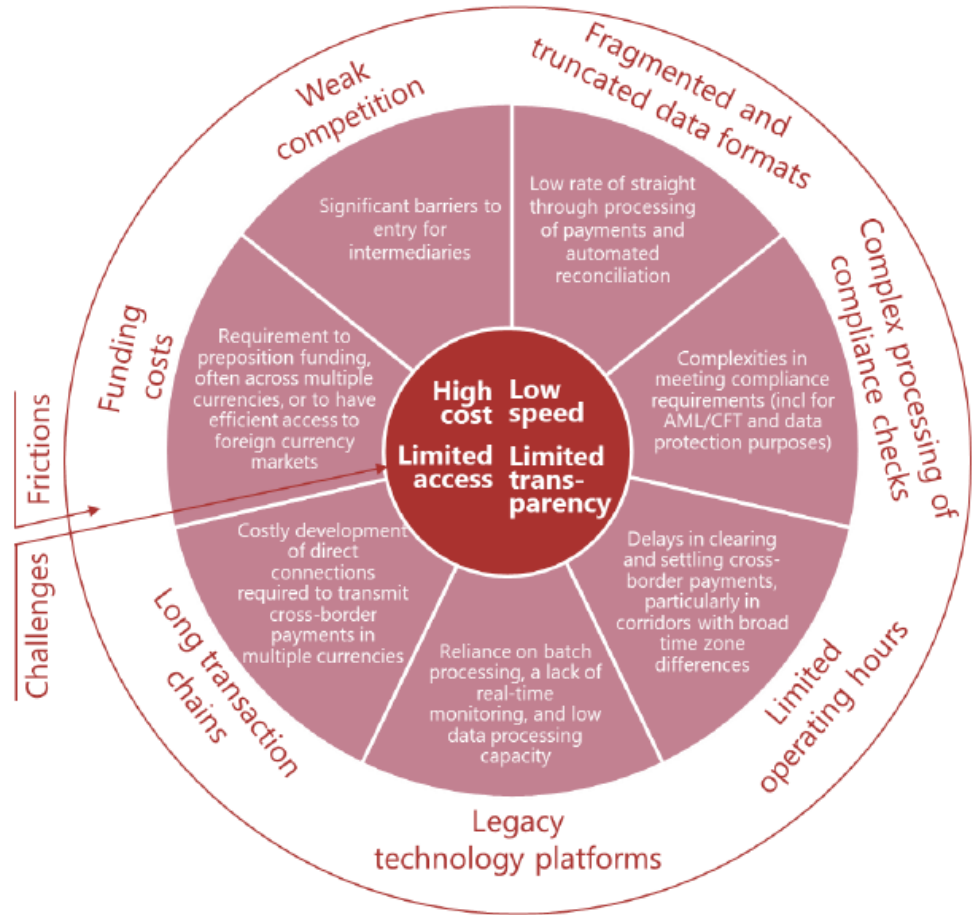 Weak
competition
Fragmented and
truncated data formats
Complex processing of
compliance checks
Limited
operating hours
Legacy
technology platforms
Long transaction
chains
Funding
costs
Frictions
Challenges
Significant barriers to
entry for
intermediaries
Low rate of straight
through processing
of payments and
automated
reconciliation
Complexities in
meeting compliance
requirements (incl for
AML/CFT and data
protection purposes)
Delays in clearing
and settling cross-
border payments,
particularly in
corridors with broad
time zone
differences
Reliance on batch
processing, a lack of
real-time
monitoring, and low
data processing
capacity
Costly development
of direct
connections
required to transmit
cross-border
payments in
multiple currencies
Requirement to
preposition funding,
often across multiple
currencies, or to have
efficient access to
foreign currency
markets
High
cost
Low
speed
Limited
access
Limited
trans-
parency